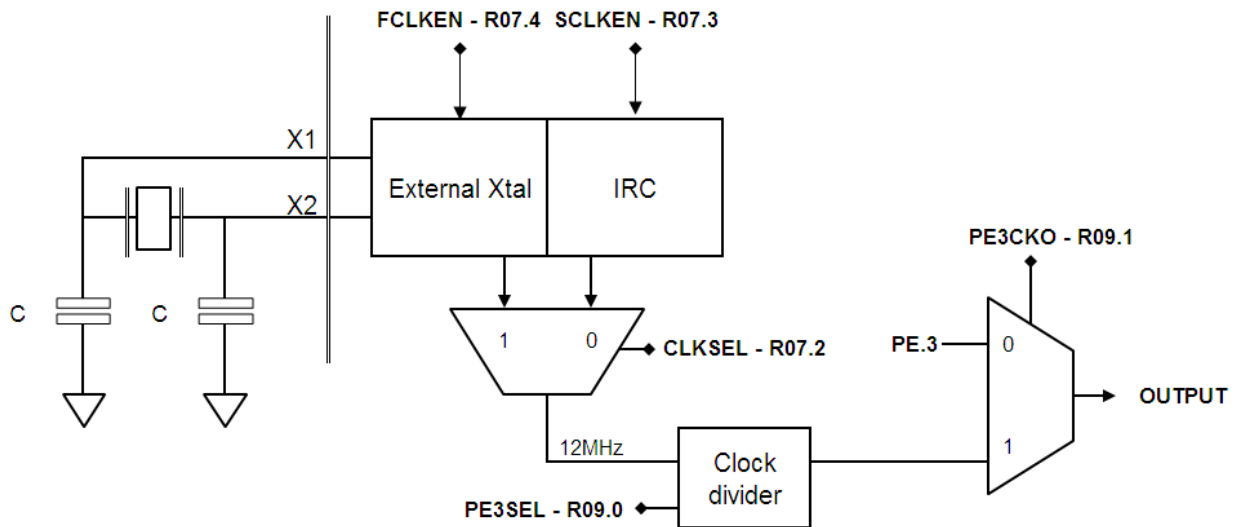 FCLKEN - R07.4 SCLKEN - R07.3
X1
X2
External Xtal
IRC
PE3CKO - R09.1
C
C
1
0
CLKSEL - R07.2
PE.3
0
OUTPUT
1
12MHz
Clock
divider
PE3SEL - R09.0